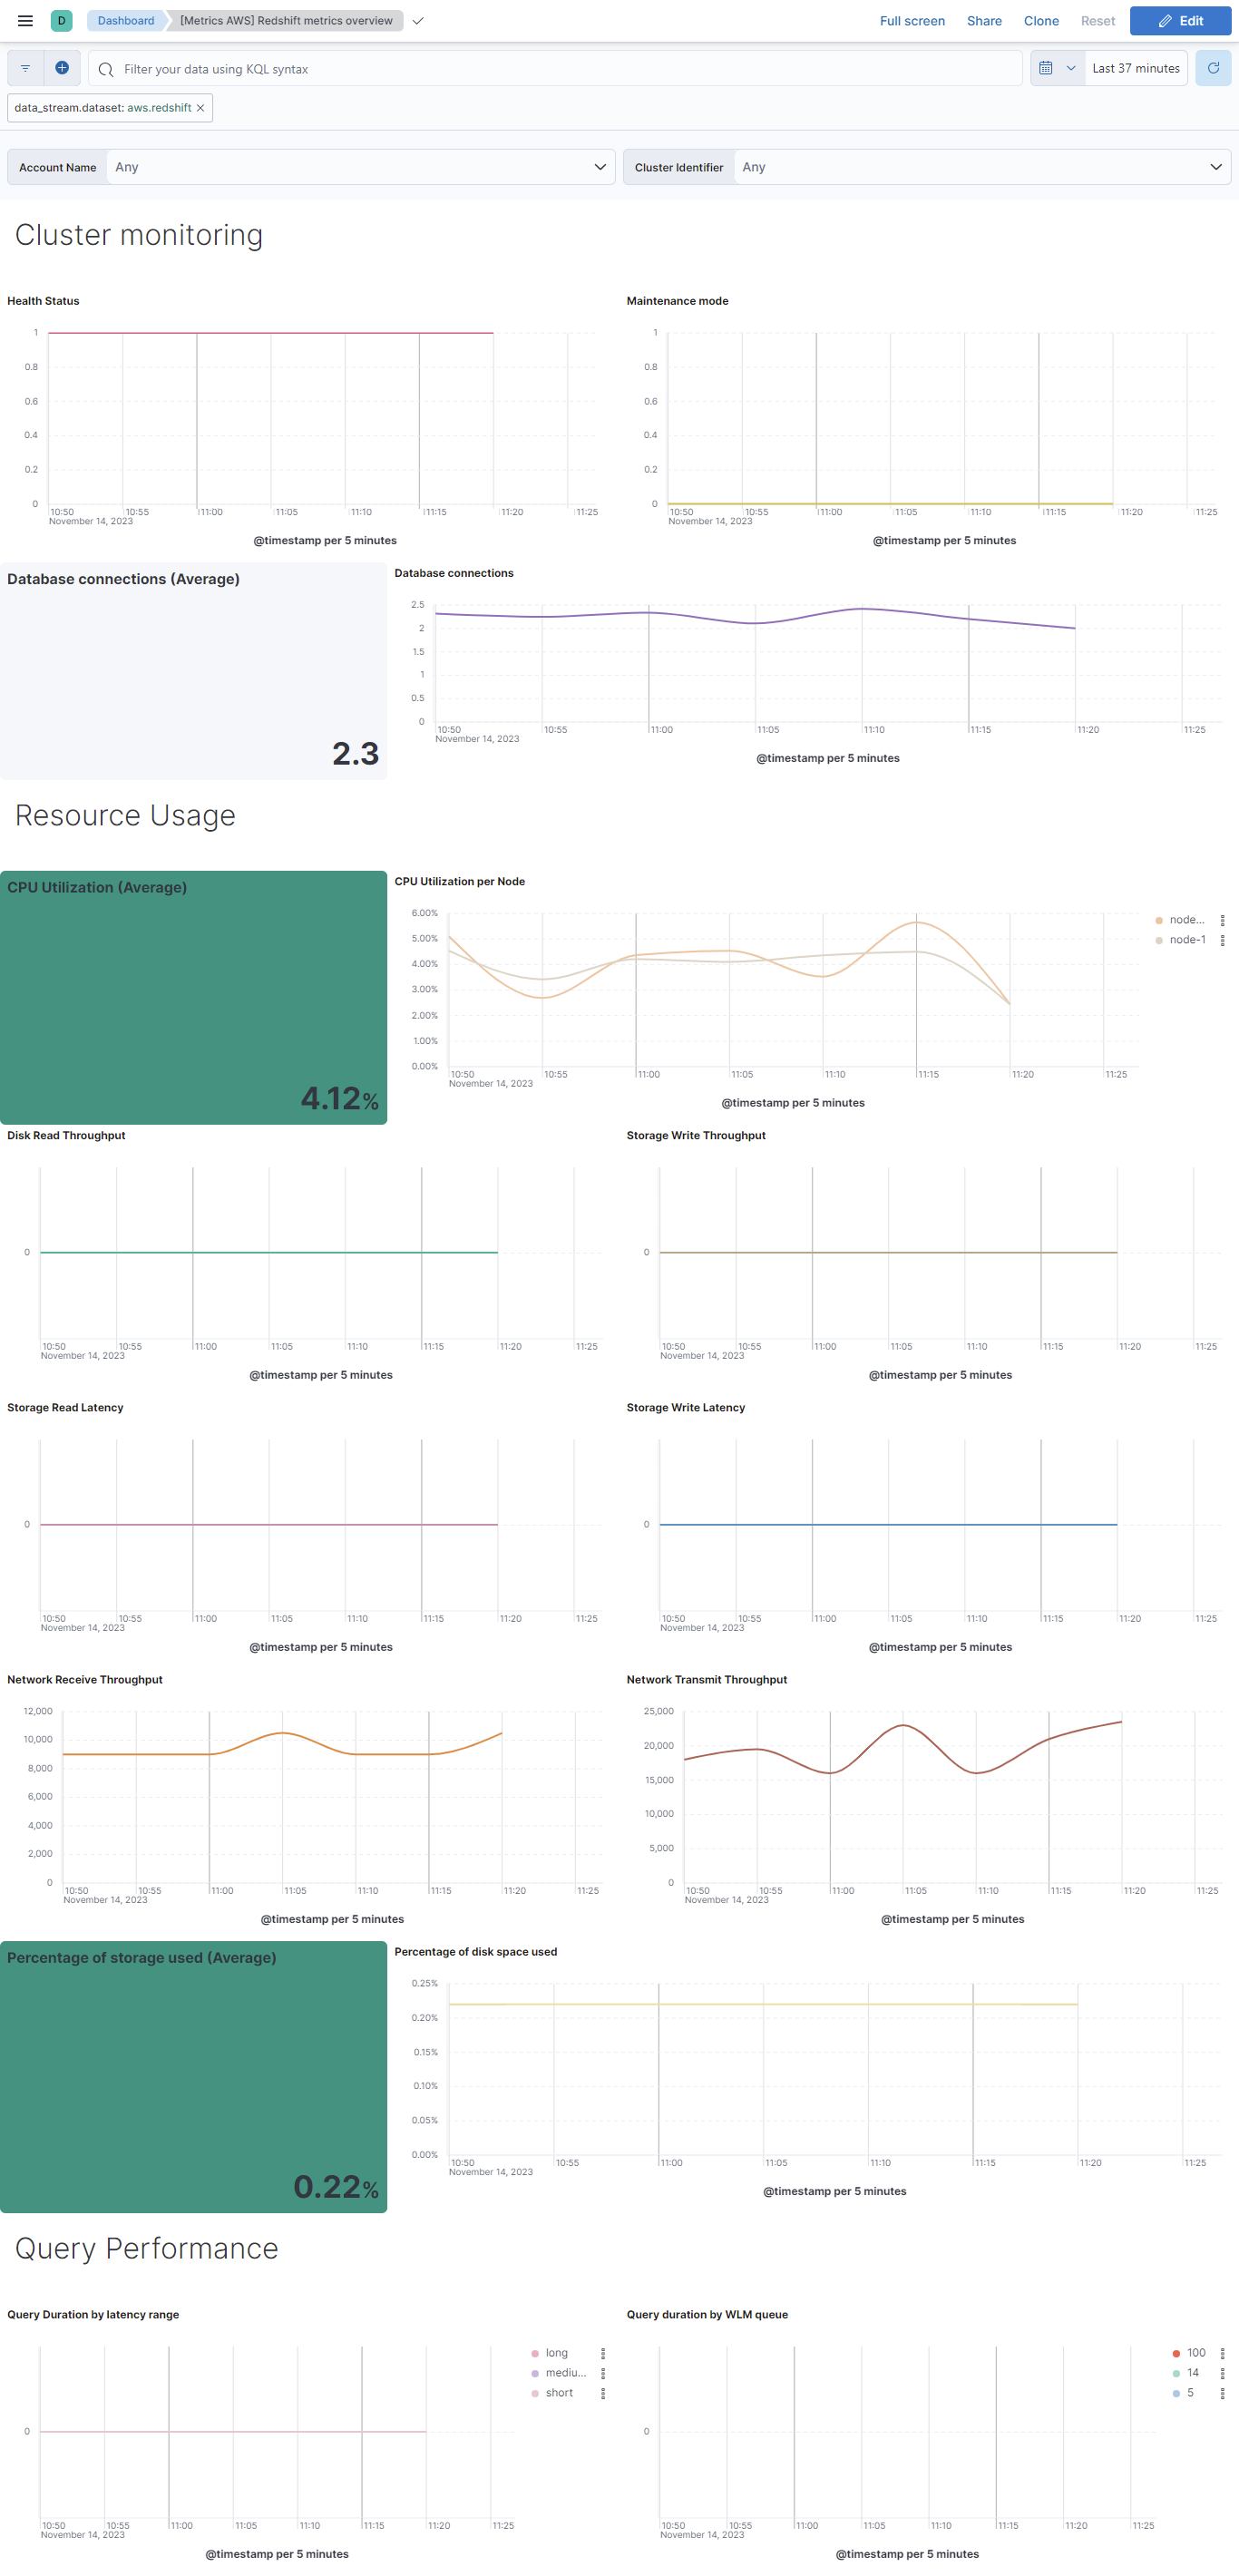 D Dashboard [Metrics AWS] Redshift metrics overview Full screen Share Clone Reset Edit
Filter your data using KQL syntax Last 37 minutes
data_stream.dataset: aws.redshift ×
Account Name Any Cluster Identifier Any
Cluster monitoring
Health Status
1
0.8
0.6
0.4
0.2
0
10:50 10:55 11:00 11:05 11:10 11:15 11:20 11:25
November 14, 2023
@timestamp per 5 minutes
Maintenance mode
1
0.8
0.6
0.4
0.2
0
10:50 10:55 11:00 11:05 11:10 11:15 11:20 11:25
November 14, 2023
@timestamp per 5 minutes
Database connections (Average)
2.3
Database connections
2.5
2
1.5
1
0.5
0
10:50 10:55 11:00 11:05 11:10 11:15 11:20 11:25
November 14, 2023
@timestamp per 5 minutes
Resource Usage
CPU Utilization (Average)
4.12%
CPU Utilization per Node
6.00%
5.00%
4.00%
3.00%
2.00%
1.00%
0.00%
10:50 10:55 11:00 11:05 11:10 11:15 11:20 11:25
November 14, 2023
@timestamp per 5 minutes
node...
node-1
Disk Read Throughput
0
10:50 10:55 11:00 11:05 11:10 11:15 11:20 11:25
November 14, 2023
@timestamp per 5 minutes
Storage Write Throughput
0
10:50 10:55 11:00 11:05 11:10 11:15 11:20 11:25
November 14, 2023
@timestamp per 5 minutes
Storage Read Latency
0
10:50 10:55 11:00 11:05 11:10 11:15 11:20 11:25
November 14, 2023
@timestamp per 5 minutes
Storage Write Latency
0
10:50 10:55 11:00 11:05 11:10 11:15 11:20 11:25
November 14, 2023
@timestamp per 5 minutes
Network Receive Throughput
12,000
10,000
8,000
6,000
4,000
2,000
0
10:50 10:55 11:00 11:05 11:10 11:15 11:20 11:25
November 14, 2023
@timestamp per 5 minutes
Network Transmit Throughput
25,000
20,000
15,000
10,000
5,000
0
10:50 10:55 11:00 11:05 11:10 11:15 11:20 11:25
November 14, 2023
@timestamp per 5 minutes
Percentage of storage used (Average)
0.22%
Percentage of disk space used
0.25%
0.20%
0.15%
0.10%
0.05%
0.00%
10:50 10:55 11:00 11:05 11:10 11:15 11:20 11:25
November 14, 2023
@timestamp per 5 minutes
Query Performance
Query Duration by latency range
0
10:50 10:55 11:00 11:05 11:10 11:15 11:20 11:25
November 14, 2023
@timestamp per 5 minutes
long
mediu...
short
Query duration by WLM queue
0
10:50 10:55 11:00 11:05 11:10 11:15 11:20 11:25
November 14, 2023
@timestamp per 5 minutes
100
14
5